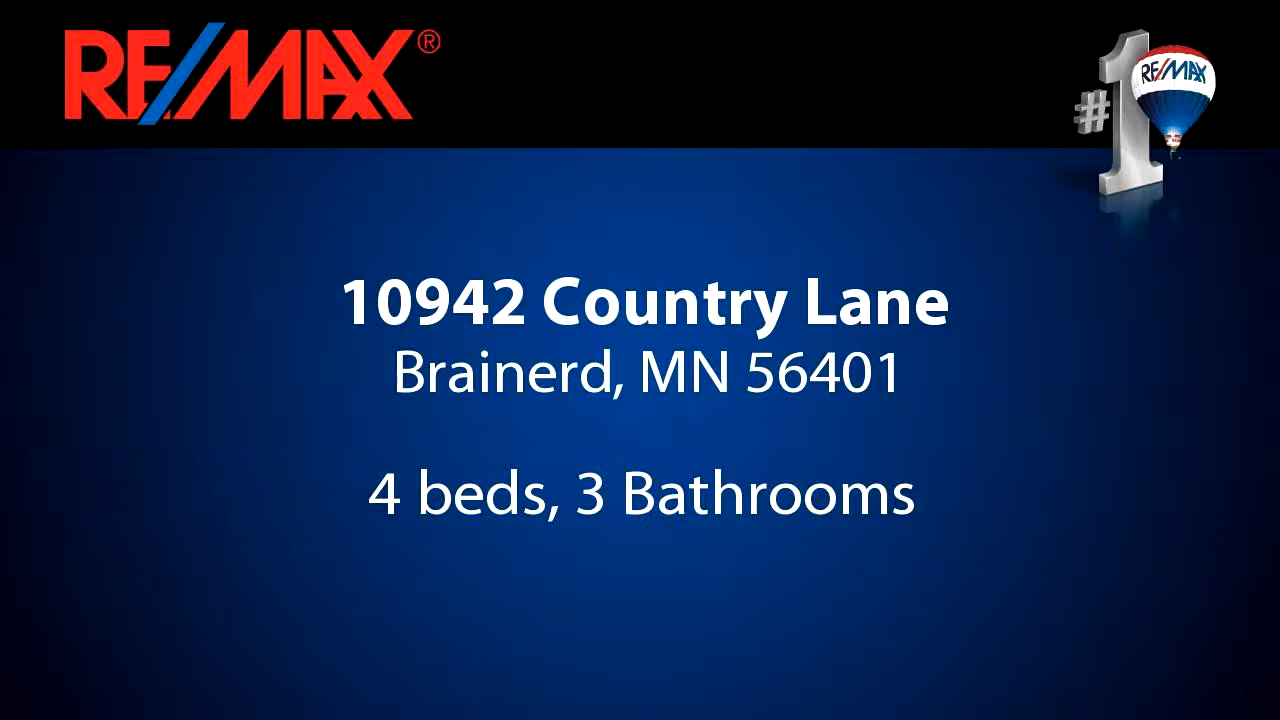 RE/MAX®
#1
RE/MAX
10942 Country Lane
Brainerd, MN 56401
4 beds, 3 Bathrooms